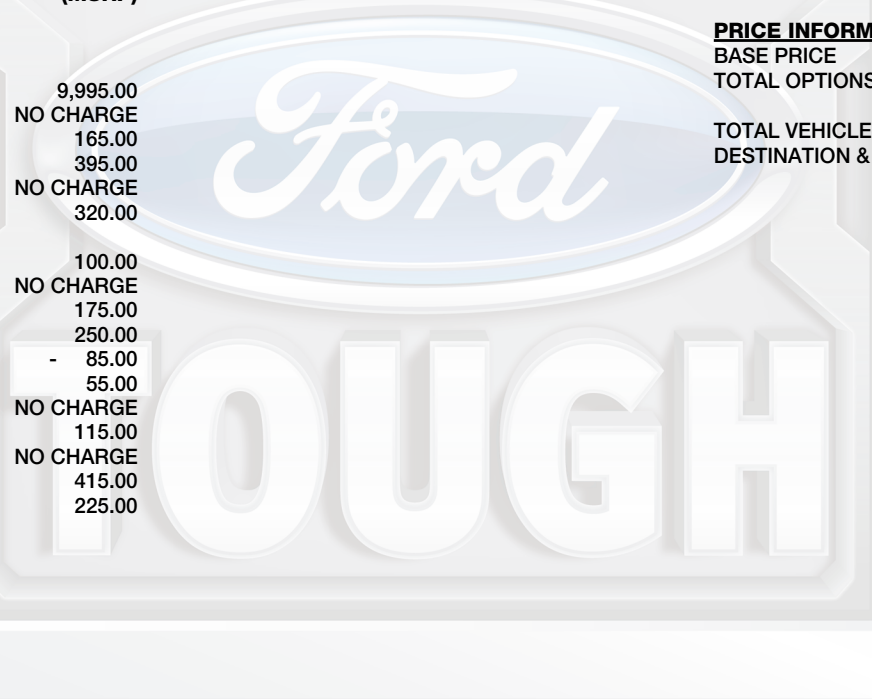 PRICE INFORM
BASE PRICE
TOTAL OPTIONS
TOTAL VEHICLE
DESTINATION &
9,995.00
NO CHARGE
165.00
395.00
NO CHARGE
320.00
100.00
NO CHARGE
175.00
250.00
- 85.00
55.00
NO CHARGE
115.00
NO CHARGE
415.00
225.00
Ford
TOUGH